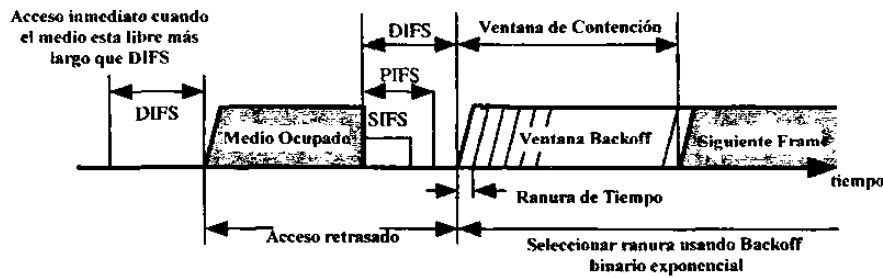 Acceso inmediato cuando
el medio esta libre más
largo que DIFS
DIFS
Ventana de Contención
PIFS
DIFS
SIFS
Medio Ocupado
Ventana Backoff
Siguiente Frame
tiempo
Ranura de Tiempo
Acceso retrasado
Seleccionar ranura usando Backoff
binario exponencial